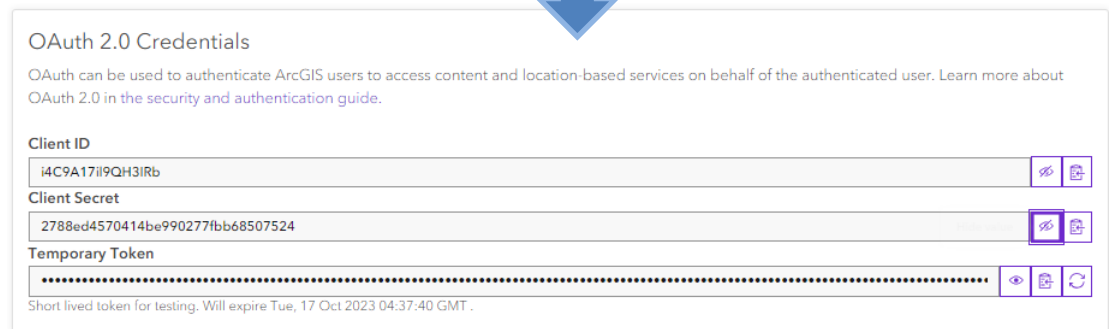 OAuth 2.0 Credentials
OAuth can be used to authenticate ArcGIS users to access content and location-based services on behalf of the authenticated user. Learn more about
OAuth 2.0 in the security and authentication guide.
Client ID
i4C9A17il9QH3IRb
Client Secret
2788ed4570414be990277fbb68507524
Temporary Token
Short lived token for testing. Will expire Tue, 17 Oct 2023 04:37:40 GMT .